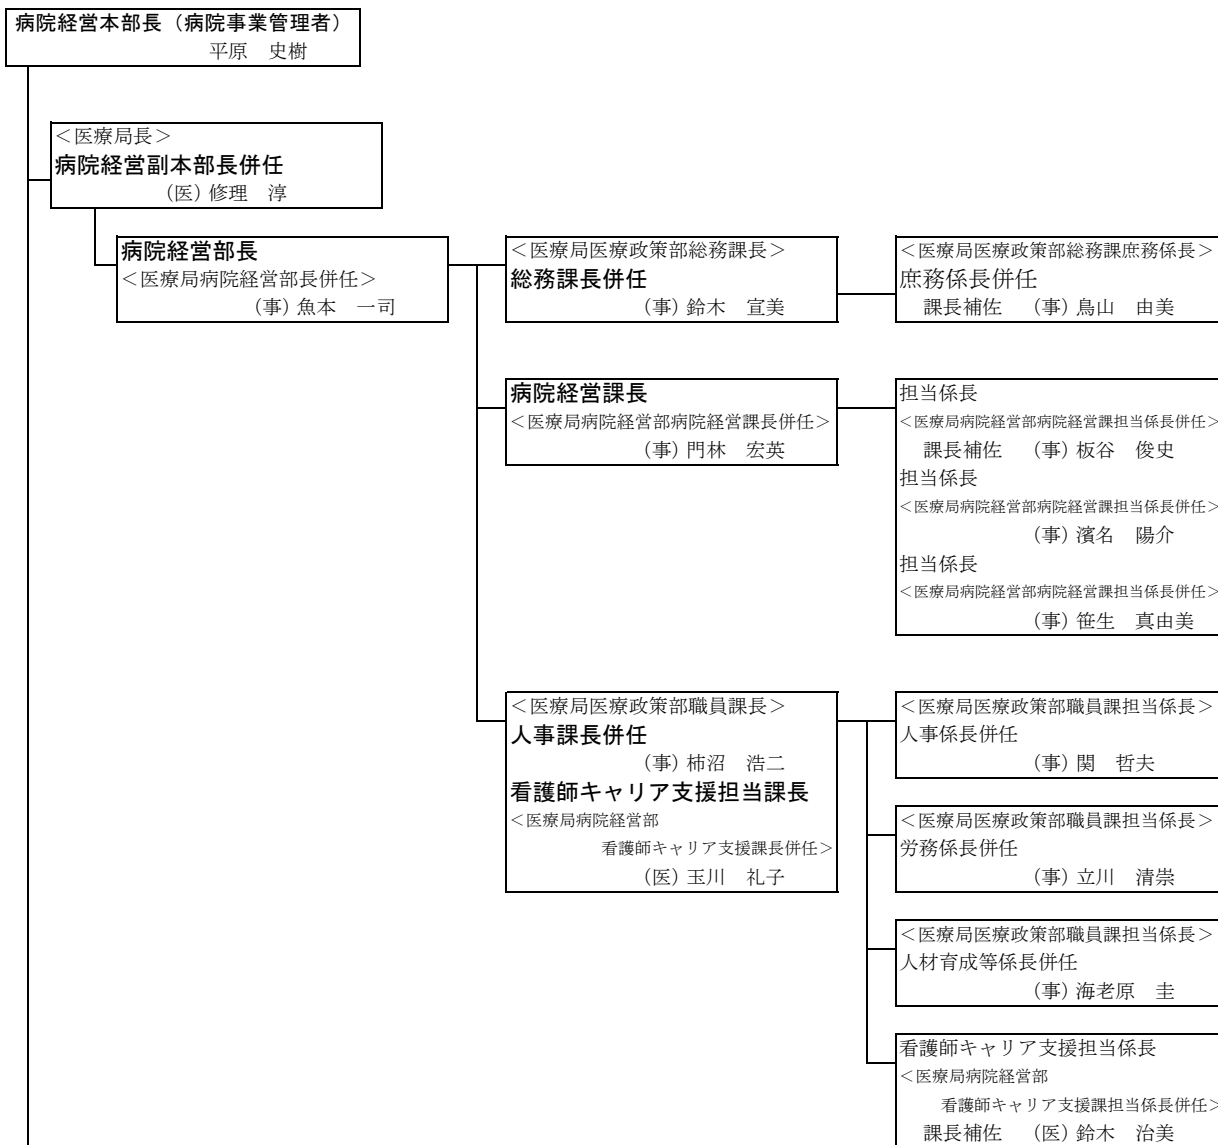 病院経営本部長（病院事業管理者）
平原　史樹
＜医療局長＞
病院経営副本部長併任
（医）修理　淳
病院経営部長
＜医療局病院経営部長併任＞
（事）魚本　一司
＜医療局医療政策部総務課長＞
総務課長併任
（事）鈴木　宣美
＜医療局医療政策部総務課庶務係長＞
庶務係長併任
課長補佐　（事）鳥山　由美
病院経営課長
＜医療局病院経営部病院経営課長併任＞
（事）門林　宏英
担当係長
＜医療局病院経営部病院経営課担当係長併任＞
課長補佐　（事）板谷　俊史
担当係長
＜医療局病院経営部病院経営課担当係長併任＞
（事）濱名　陽介
担当係長
＜医療局病院経営部病院経営課担当係長併任＞
（事）笹生　真由美
＜医療局医療政策部職員課長＞
人事課長併任
（事）柿沼　浩二
看護師キャリア支援担当課長
＜医療局病院経営部
看護師キャリア支援課長併任＞
（医）玉川　礼子
＜医療局医療政策部職員課担当係長＞
人事係長併任
（事）関　哲夫
＜医療局医療政策部職員課担当係長＞
労務係長併任
（事）立川　清崇
＜医療局医療政策部職員課担当係長＞
人材育成等係長併任
（事）海老原　圭
看護師キャリア支援担当係長
＜医療局病院経営部
看護師キャリア支援課担当係長併任＞
課長補佐　（医）鈴木　治美